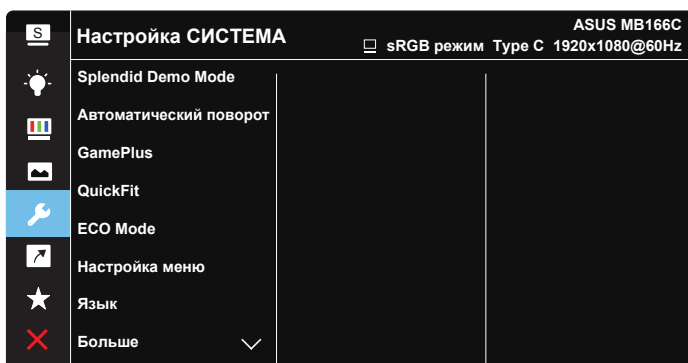 S
Настройка СИСТЕМА
ASUS MB166C
sRGB режим Type C 1920x1080@60Hz
Splendid Demo Mode
Автоматический поворот
GamePlus
QuickFit
ECO Mode
Настройка меню
Язык
Больше